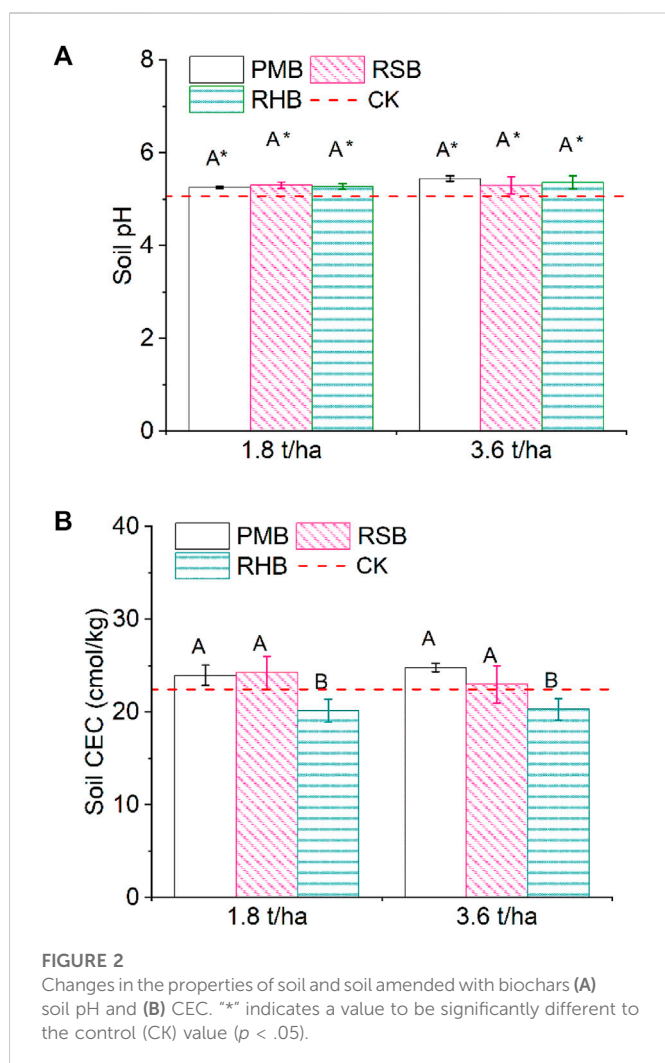 A
8
PMB RSB
RHB CK
6
A* A* A* A* A* A*
4
2
0
Soil pH
1.8 t/ha 3.6 t/ha
B
40
PMB RSB
RHB CK
30
A A B A A B
20
10
0
Soil CEC (cmol/kg)
1.8 t/ha 3.6 t/ha
FIGURE 2
Changes in the properties of soil and soil amended with biochars (A)
soil pH and (B) CEC. “*” indicates a value to be significantly different to
the control (CK) value (p < .05).